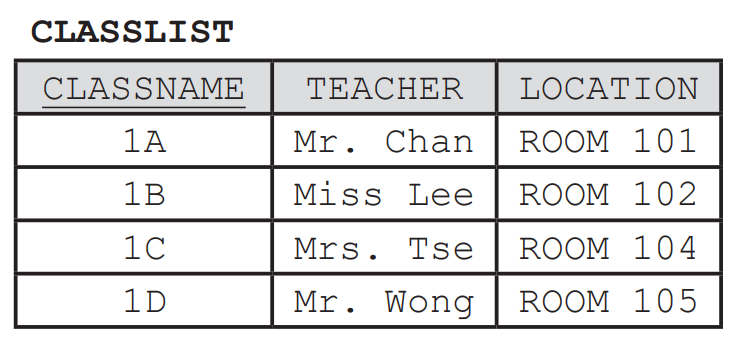 CLASSLIST
CLASSNAME TEACHER LOCATION
1A Mr. Chan ROOM 101
1B Miss Lee ROOM 102
1C Mrs. Tse ROOM 104
1D Mr. Wong ROOM 105